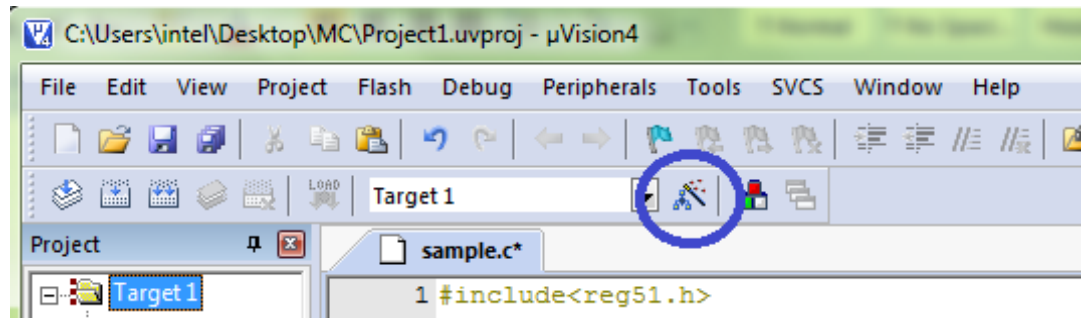 C:\Users\intel\Desktop\MC\Project1.uvproj - µVision4
File Edit View Project Flash Debug Peripherals Tools SVCS Window Help
LOAD Target 1
Project sample.c*
Target 1 1 #include<reg51.h>